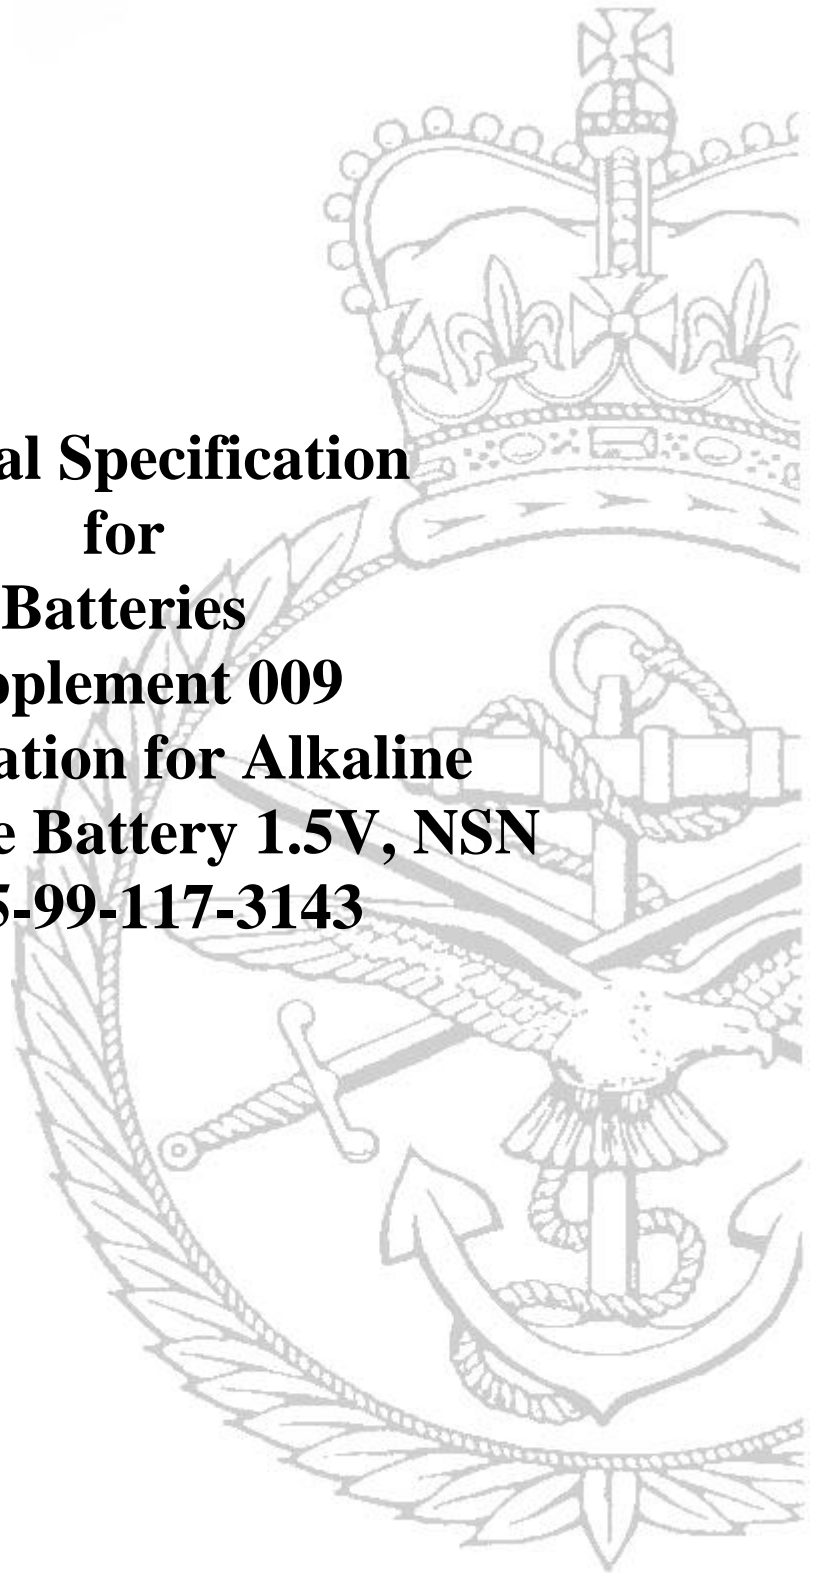 al Specification
for
Batteries
pplement 009
ation for Alkaline
e Battery 1.5V, NSN
5-99-117-3143